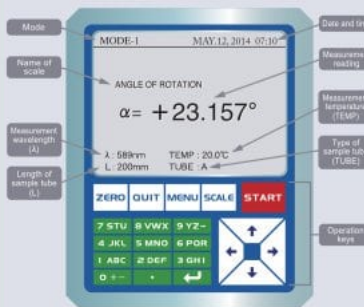 Mode
MODE-1 MAY.12, 2014 07:10
Date and tim
Name of
scale
Measuremen
reading
ANGLE OF ROTATION
α= +23.157°
Measurement
temperature
(TEMP)
Measurement
wavelength
(λ)
λ : 589nm TEMP : 20.0℃
L : 200mm TUBE : A
Type of
sample tube
(TUBE)
Length of
sample tube
(L)
ZERO QUIT MENU SCALE START
7 STU 8 VWX 9 YZ-
4 JKL 5 MNO 6 PQR
1 ABC 2 DEF 3 GHI
0 +- .
Operation
keys